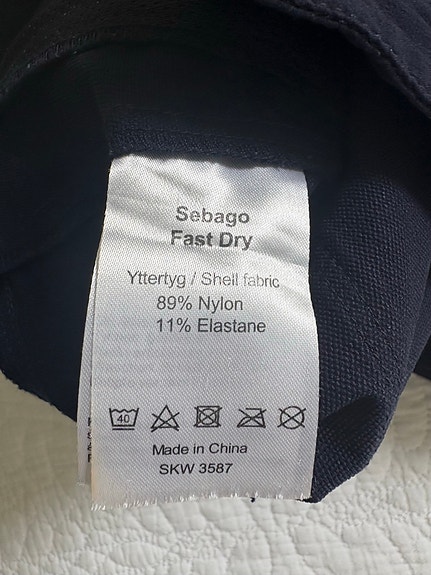 Sebago
Fast Dry
Yttertyg / Shell fabric
89% Nylon
11% Elastane
40
Made in China
SKW 3587